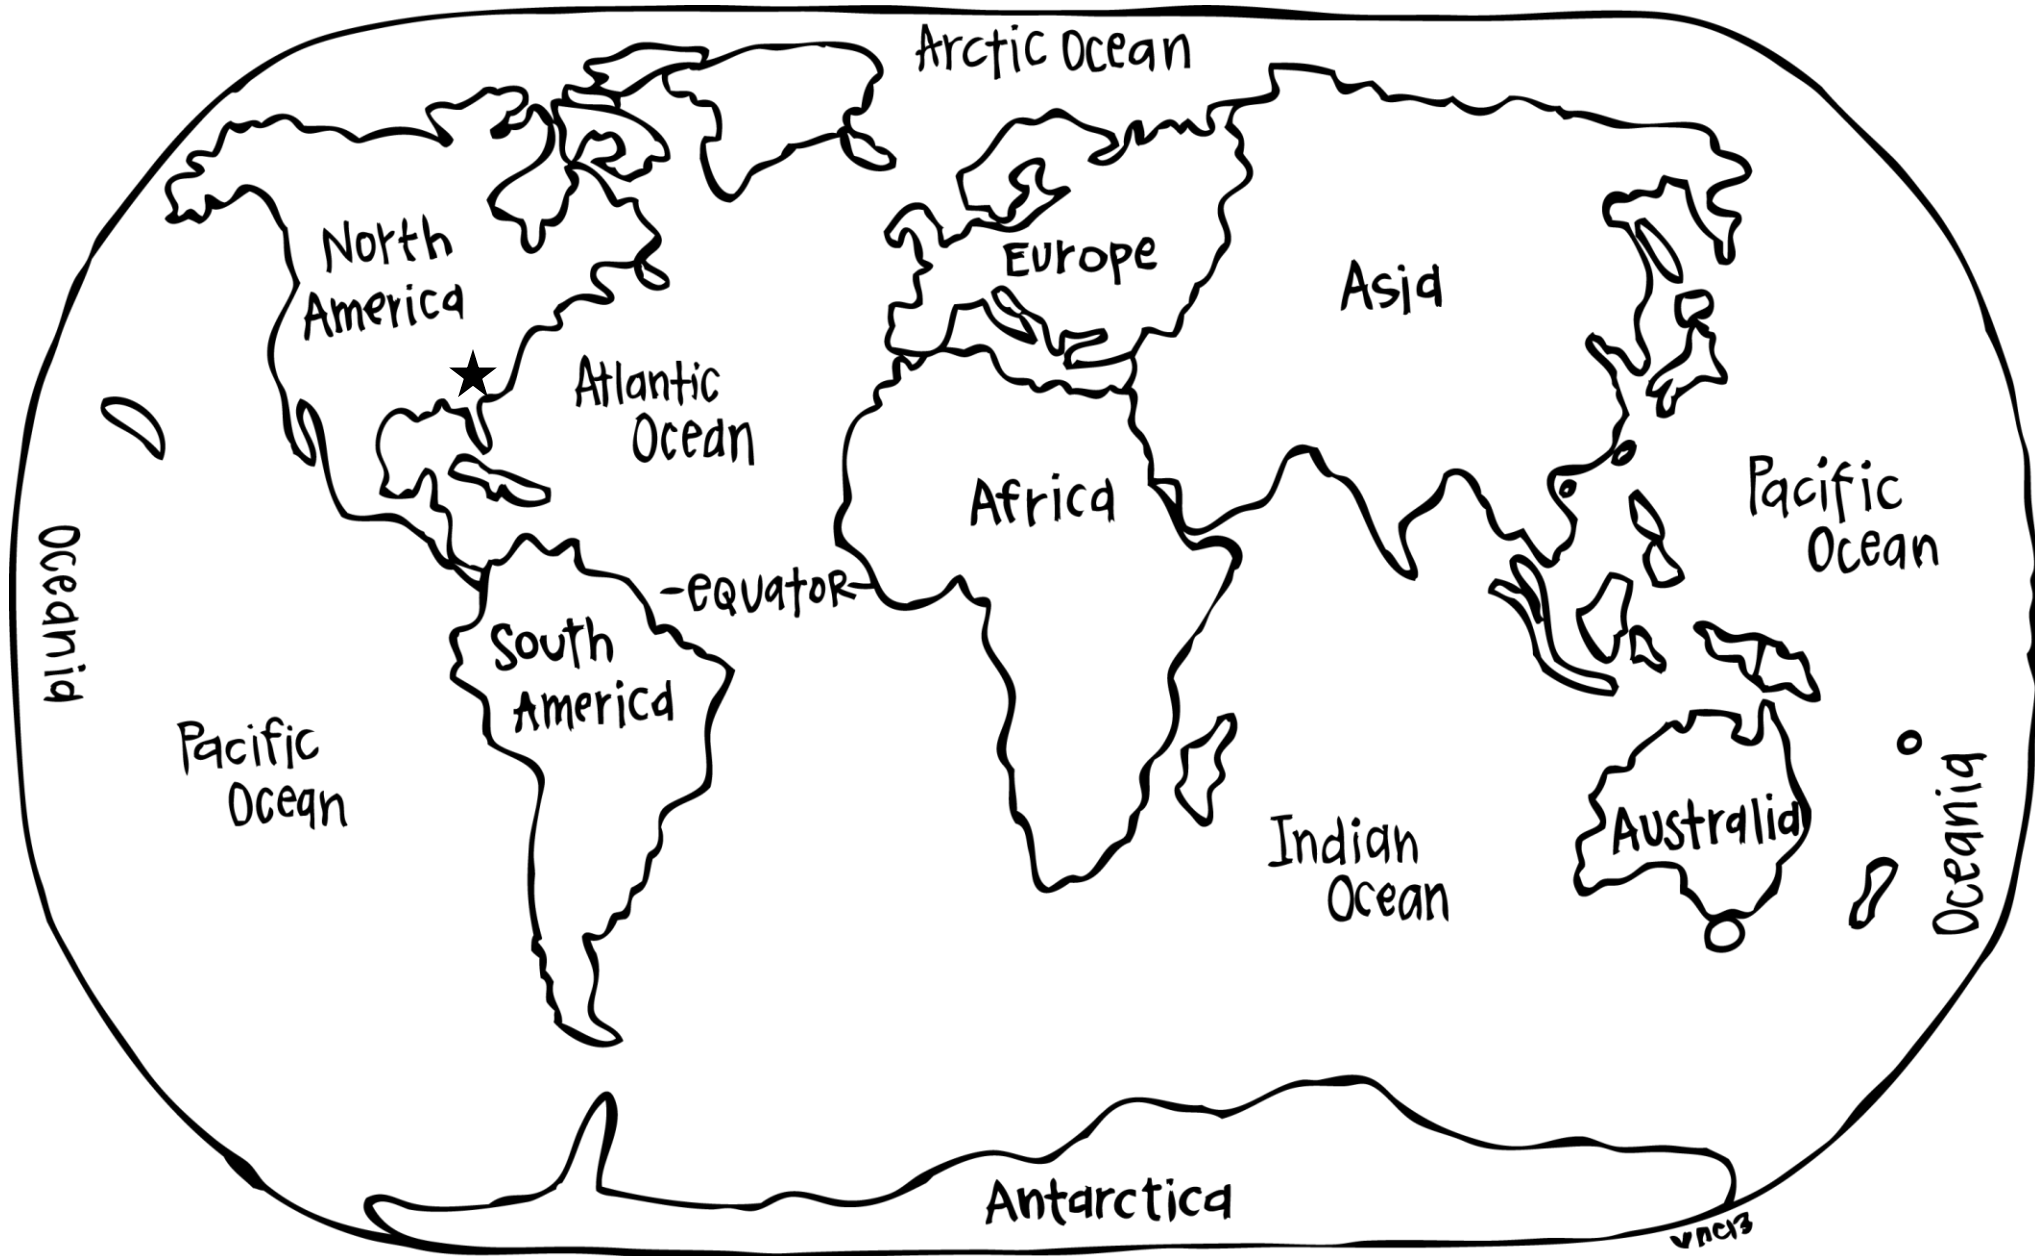 Arctic Ocean
North
America
Europe
Asia
Atlantic
Ocean
Africa
Pacific
Ocean
Oceania
-equator-
South
America
Pacific
Ocean
Indian
Ocean
Australia
Oceania
Antarctica